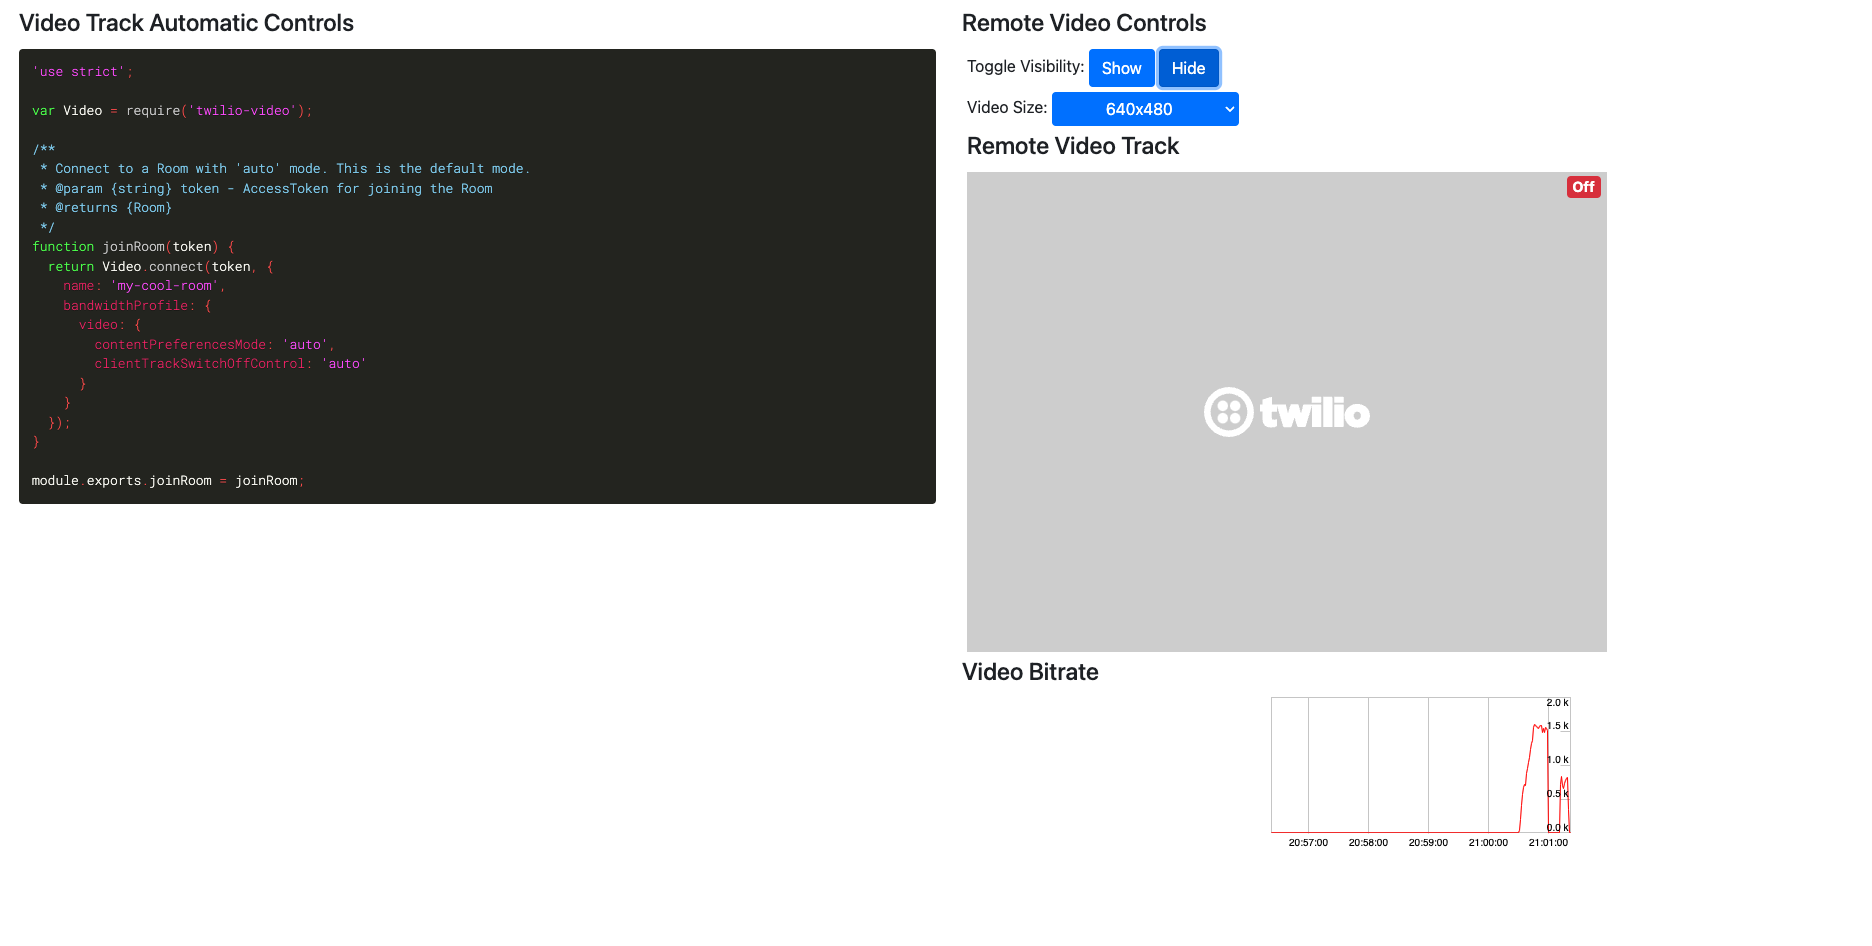 Video Track Automatic Controls
'use strict';
var Video = require('twilio-video');
/**
 * Connect to a Room with 'auto' mode. This is the default mode.
 * @param {string} token - AccessToken for joining the Room
 * @returns {Room}
 */
function joinRoom(token) {
  return Video.connect(token, {
    name: 'my-cool-room',
    bandwidthProfile: {
      video: {
        contentPreferencesMode: 'auto',
        clientTrackSwitchOffControl: 'auto'
      }
    }
  });
}
module.exports.joinRoom = joinRoom;
Remote Video Controls
Toggle Visibility: Show Hide
Video Size: 640x480
Remote Video Track
Off
twilio
Video Bitrate
2.0 k
1.5 k
1.0 k
0.5 k
0.0 k
20:57:00 20:58:00 20:59:00 21:00:00 21:01:00